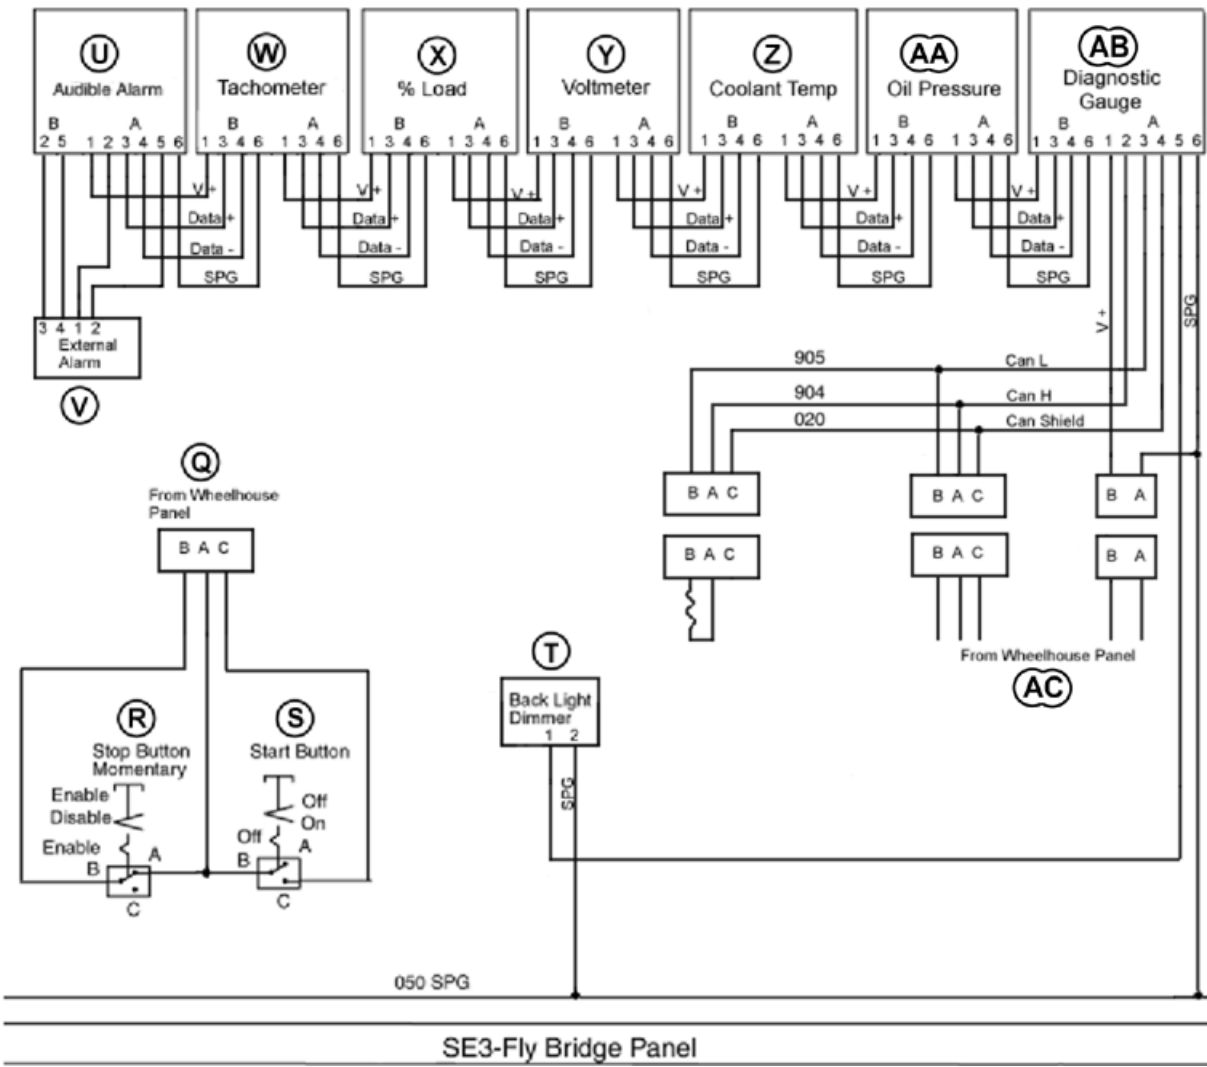 U W X Y Z AA AB
Audible Alarm Tachometer % Load Voltmeter Coolant Temp Oil Pressure Diagnostic
Gauge
B A B A B A B A B A B A B A
2 5 1 2 3 4 5 6 1 3 4 6 1 3 4 6 1 3 4 6 1 3 4 6 1 3 4 6 1 3 4 6 1 3 4 6 1 3 4 6 1 3 4 6 1 3 4 6 1 3 4 6 1 2 3 4 5 6
V + V + V + V + V + V +
Data + Data + Data + Data + Data + Data +
Data - Data - Data - Data - Data - Data -
SPG SPG SPG SPG SPG SPG
V +
SPG
3 4 1 2
External
Alarm
V
905 Can L
904 Can H
020 Can Shield
Q
From Wheelhouse
Panel
B A C
B A C B A C B A
B A C B A C B A
From Wheelhouse Panel
AC
T
Back Light
Dimmer
1 2
SPG
R S
Stop Button
Momentary
Start Button
Enable
Disable
Enable
Off
On
Off
B A B A
C C
050 SPG
SE3-Fly Bridge Panel